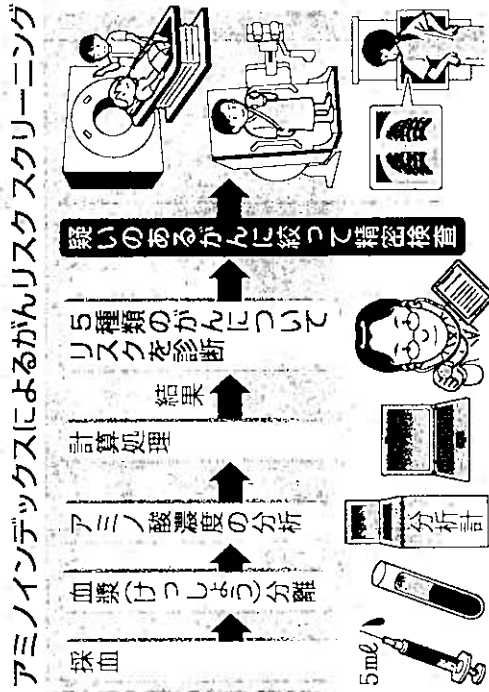 アミノインデックスによるがんリスク スクリーニング
採血
血漿(けっしょう)分離
アミノ酸濃度の分析
計算処理
結果
5種類のがんについて
リスクを診断
疑いのあるがんに絞って精密検査
5㎖
分析計